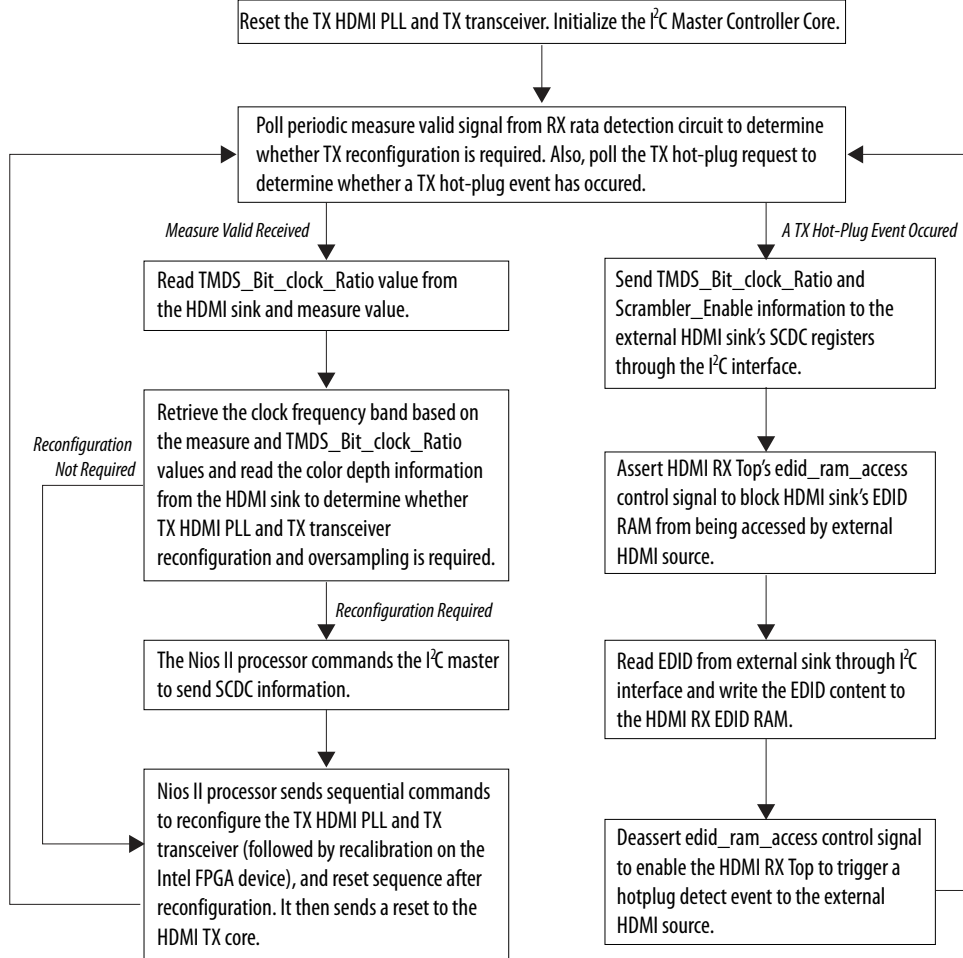 Reset the TX HDMI PLL and TX transceiver. Initialize the I²C Master Controller Core.
Poll periodic measure valid signal from RX rata detection circuit to determine
whether TX reconfiguration is required. Also, poll the TX hot-plug request to
determine whether a TX hot-plug event has occured.
Measure Valid Received
Read TMDS_Bit_clock_Ratio value from
the HDMI sink and measure value.
Retrieve the clock frequency band based on
the measure and TMDS_Bit_clock_Ratio
values and read the color depth information
from the HDMI sink to determine whether
TX HDMI PLL and TX transceiver
reconfiguration and oversampling is required.
Reconfiguration
Not Required
Reconfiguration Required
The Nios II processor commands the I²C master
to send SCDC information.
Nios II processor sends sequential commands
to reconfigure the TX HDMI PLL and TX
transceiver (followed by recalibration on the
Intel FPGA device), and reset sequence after
reconfiguration. It then sends a reset to the
HDMI TX core.
A TX Hot-Plug Event Occured
Send TMDS_Bit_clock_Ratio and
Scrambler_Enable information to the
external HDMI sink's SCDC registers
through the I²C interface.
Assert HDMI RX Top's edid_ram_access
control signal to block HDMI sink's EDID
RAM from being accessed by external
HDMI source.
Read EDID from external sink through I²C
interface and write the EDID content to
the HDMI RX EDID RAM.
Deassert edid_ram_access control signal
to enable the HDMI RX Top to trigger a
hotplug detect event to the external
HDMI source.